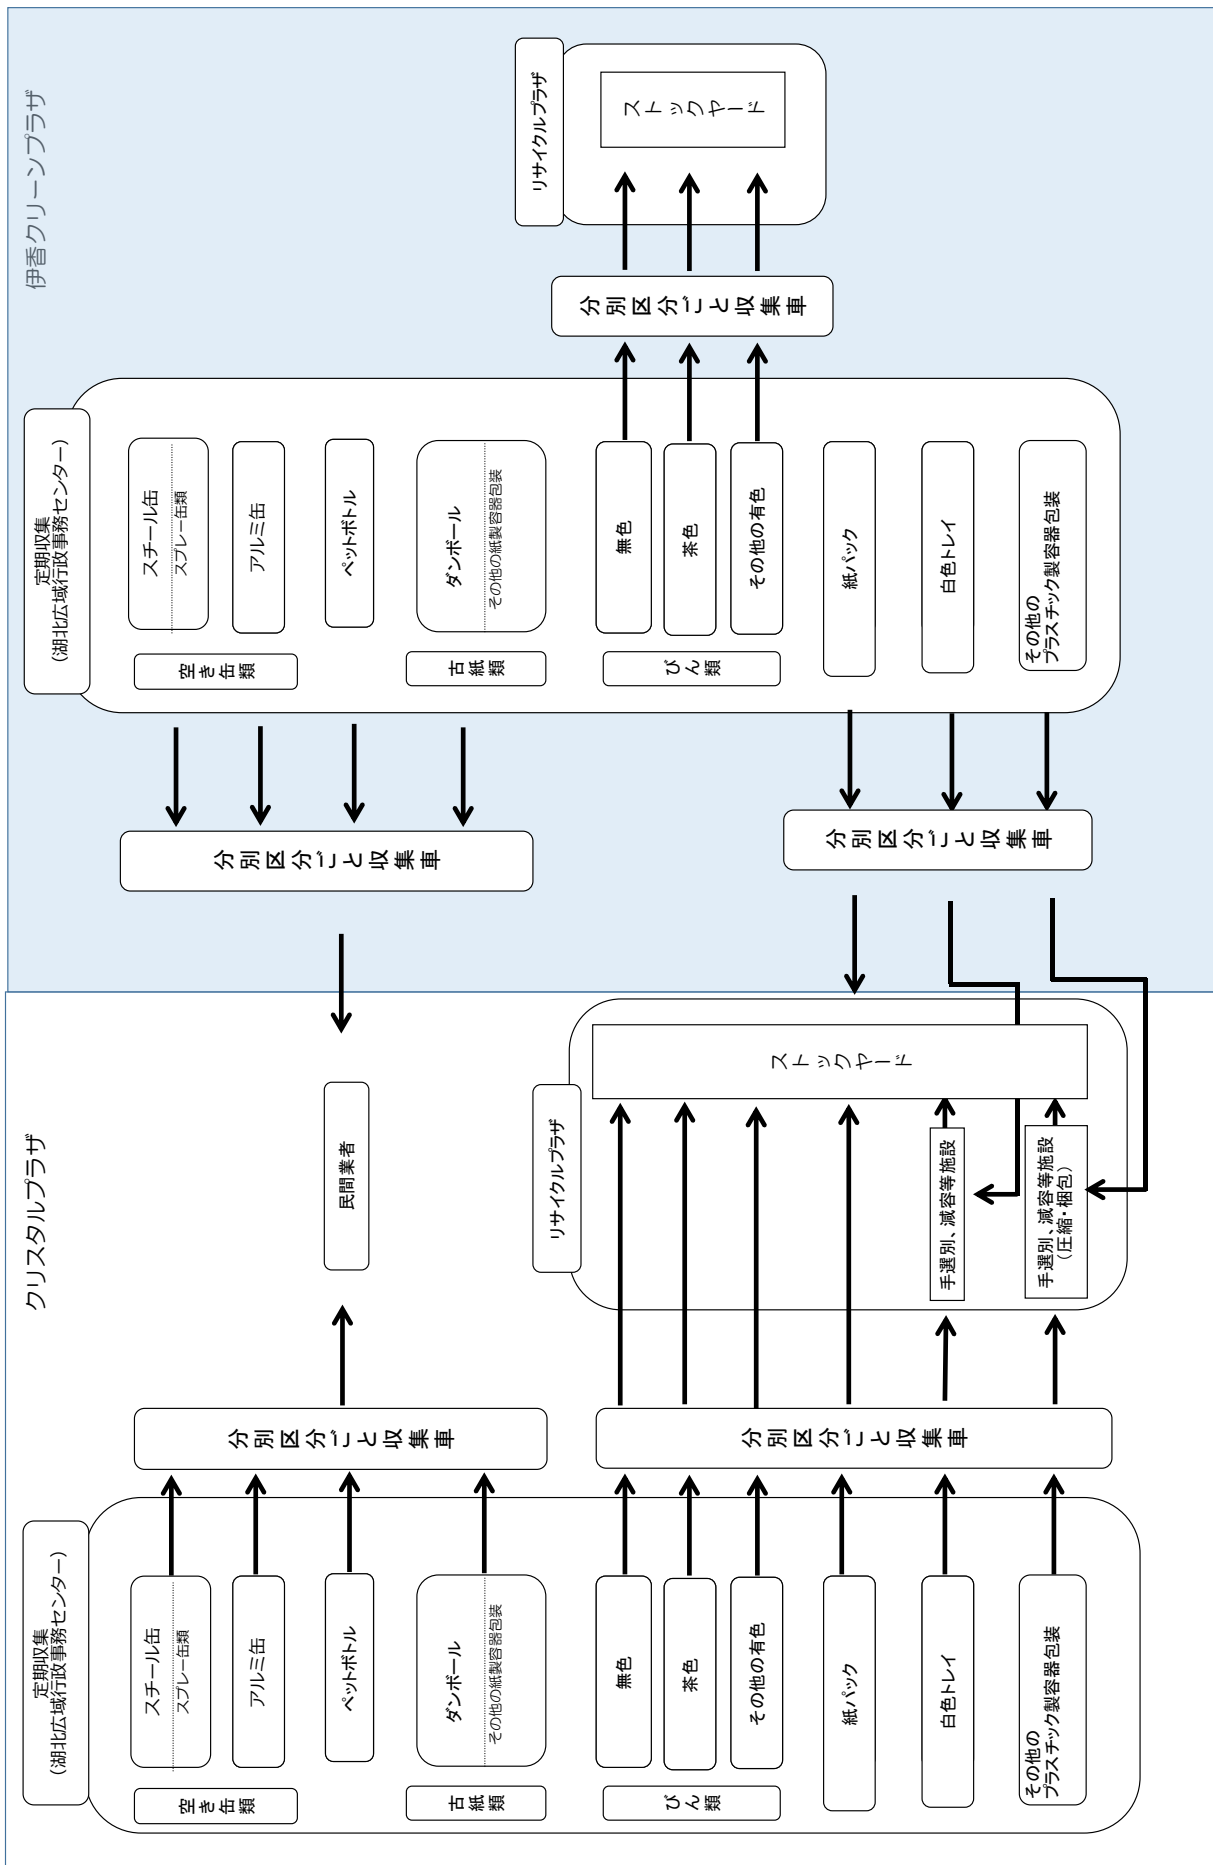 クリスタルプラザ
定期収集
（湖北広域行政事務センター）
空き缶類
スチール缶
スプレー缶類
アルミ缶
ペットボトル
古紙類
ダンボール
その他の紙製容器包装
びん類
無色
茶色
その他の有色
紙パック
白色トレイ
その他の
プラスチック製容器包装
分別区分ごと収集車
分別区分ごと収集車
民間業者
リサイクルプラザ
手選別、減容等施設
手選別、減容等施設
（圧縮・梱包）
ストックヤード
伊香クリーンプラザ
分別区分ごと収集車
分別区分ごと収集車
定期収集
（湖北広域行政事務センター）
空き缶類
スチール缶
スプレー缶類
アルミ缶
ペットボトル
古紙類
ダンボール
その他の紙製容器包装
びん類
無色
茶色
その他の有色
紙パック
白色トレイ
その他の
プラスチック製容器包装
分別区分ごと収集車
リサイクルプラザ
ストックヤード